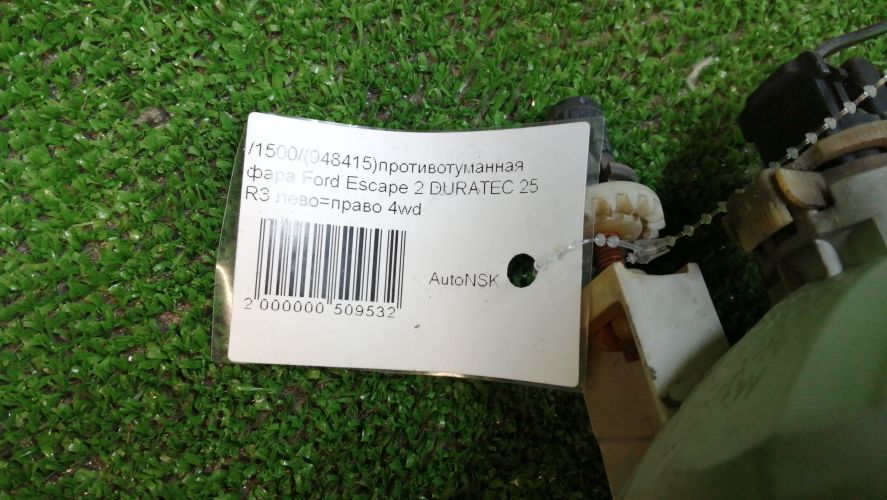 /1500/(948415)противотуманная
фара Ford Escape 2 DURATEC 25
R3 лево=право 4wd
AutoNSK
2 000000 509532